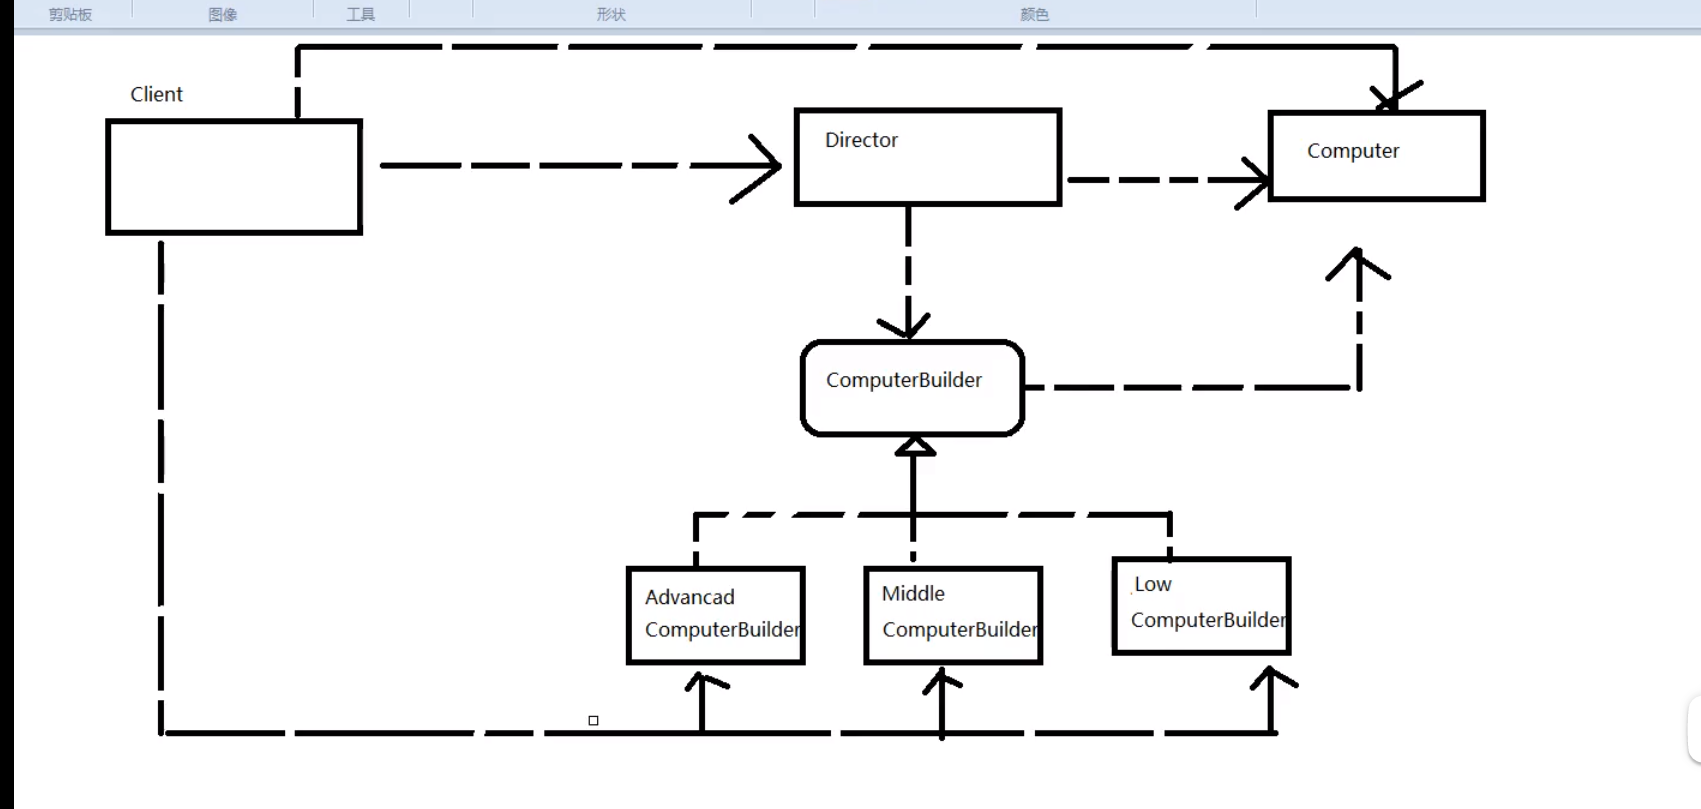 剪贴板
图像
工具
形状
颜色
Client
Director
Computer
ComputerBuilder
Advancad
ComputerBuilder
Middle
ComputerBuilder
Low
ComputerBuilder